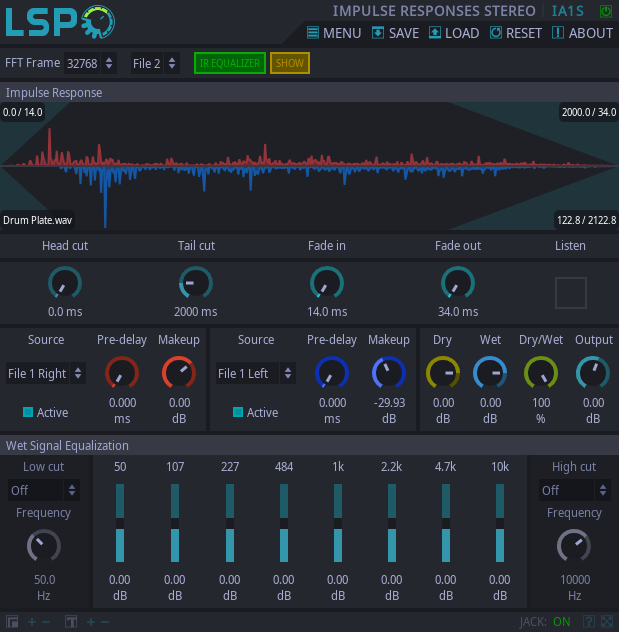 LSP
IMPULSE RESPONSES STEREO IA1S
MENU SAVE LOAD RESET ABOUT
FFT Frame 32768 File 2 IR EQUALIZER SHOW
Impulse Response
0.0 / 14.0 2000.0 / 34.0
Drum Plate.wav 122.8 / 2122.8
Head cut Tail cut Fade in Fade out Listen
0.0 ms 2000 ms 14.0 ms 34.0 ms
Source Pre-delay Makeup Source Pre-delay Makeup Dry Wet Dry/Wet Output
File 1 Right File 1 Left
0.000 0.00 0.000 -29.93 0.00 0.00 100 0.00
Active Active
ms dB ms dB dB dB % dB
Wet Signal Equalization
Low cut 50 107 227 484 1k 2.2k 4.7k 10k High cut
Off Off
Frequency Frequency
50.0 0.00 0.00 0.00 0.00 0.00 0.00 0.00 0.00 10000
Hz dB dB dB dB dB dB dB dB Hz
T + − + − JACK: ON ?